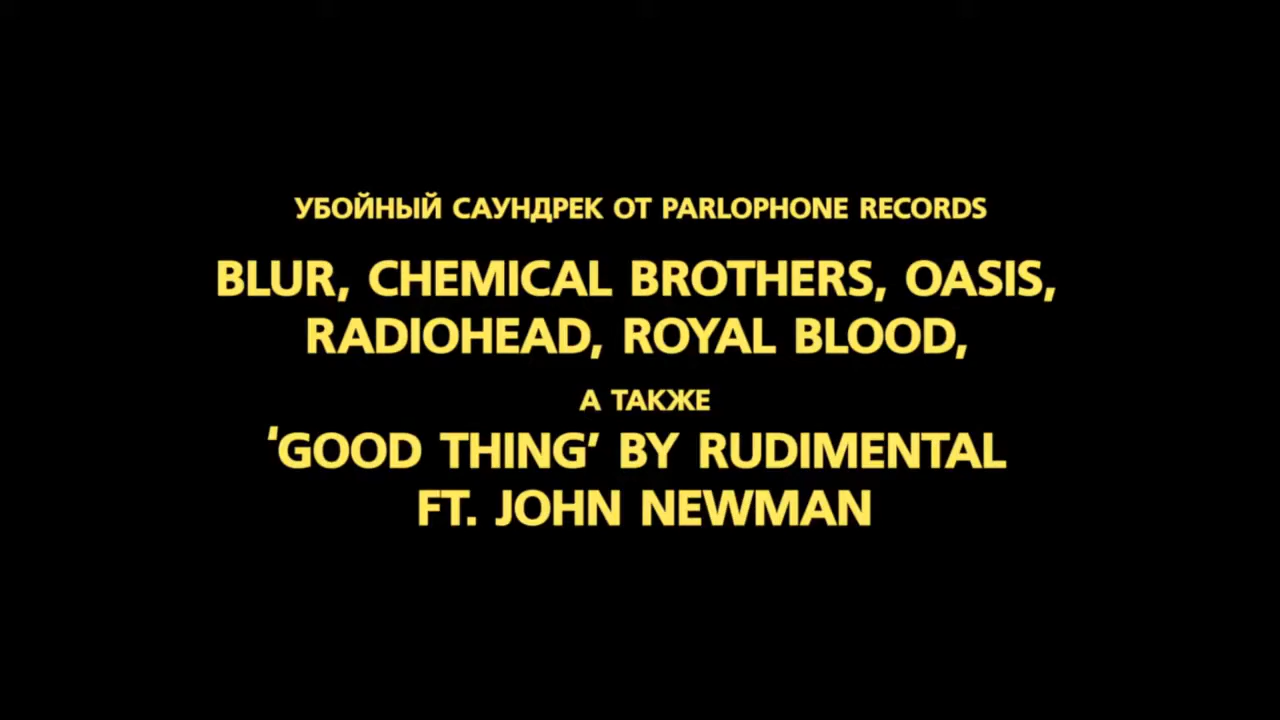 УБОЙНЫЙ САУНДРЕК ОТ PARLOPHONE RECORDS
BLUR, CHEMICAL BROTHERS, OASIS,
RADIOHEAD, ROYAL BLOOD,
А ТАКЖЕ
'GOOD THING’ BY RUDIMENTAL
FT. JOHN NEWMAN